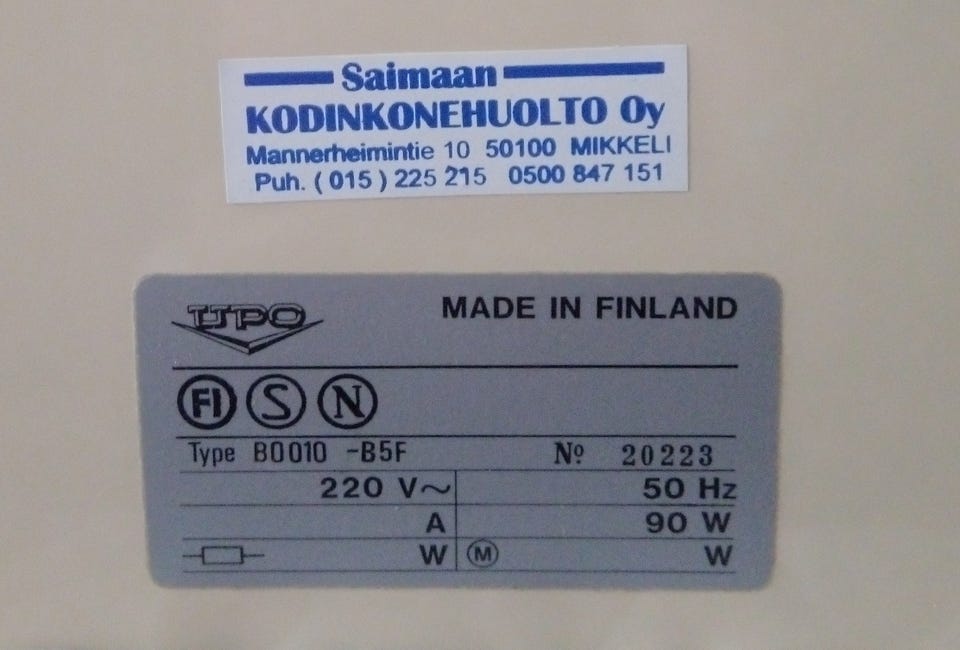 Saimaan
KODINKONEHUOLTO Oy
Mannerheimintie 10 50100 MIKKELI
Puh. (015) 225 215 0500 847 151
UPO MADE IN FINLAND
FI S N
Type B0010 -B5F Nº 20223
220 V~ 50 Hz
A 90 W
W M W